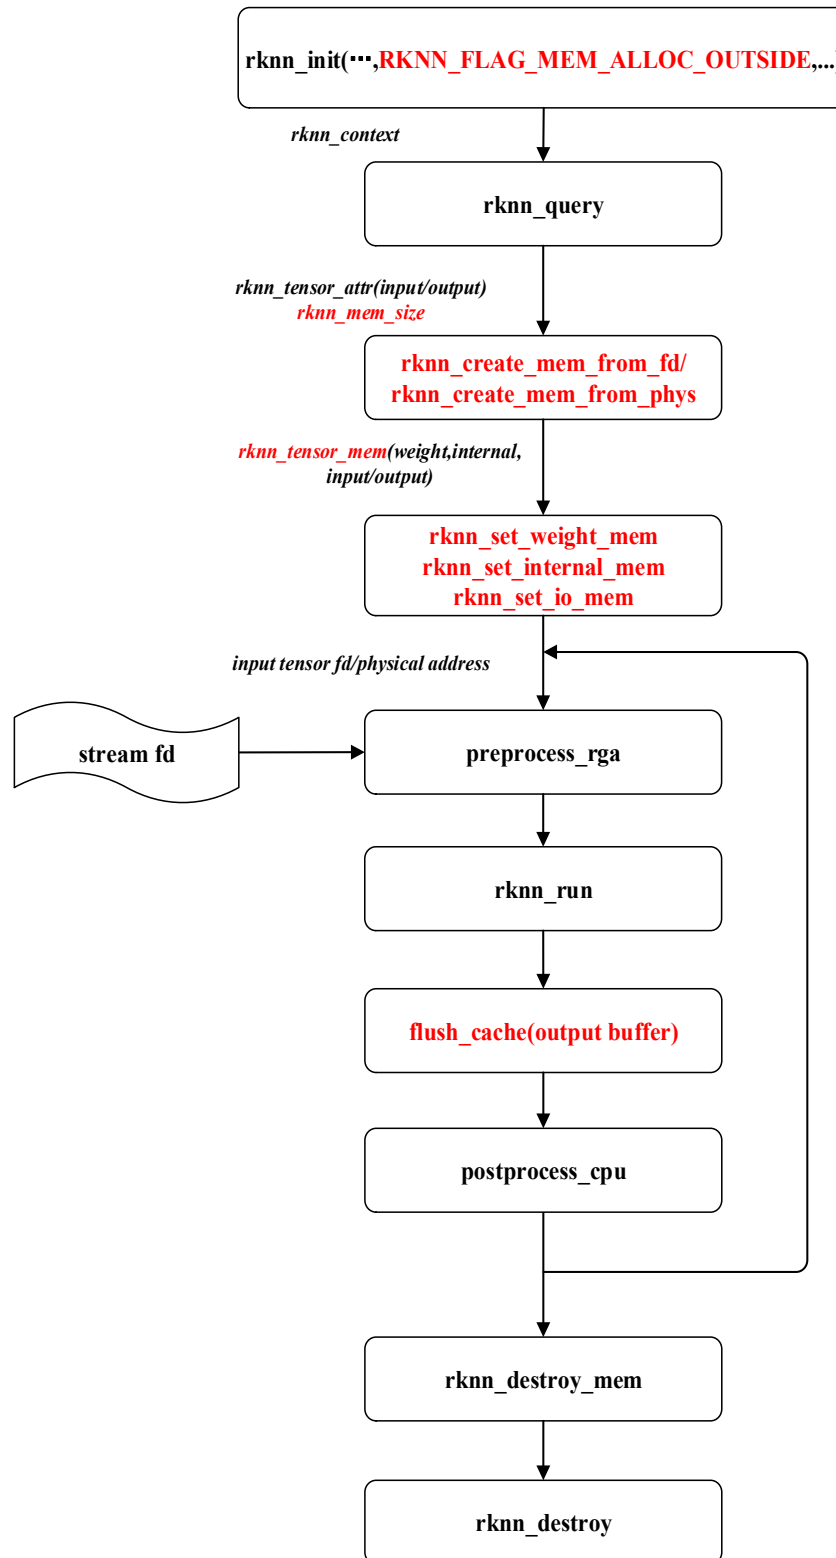 rknn_init(···,RKNN_FLAG_MEM_ALLOC_OUTSIDE,...)
rknn_context
rknn_query
rknn_tensor_attr(input/output)
rknn_mem_size
rknn_create_mem_from_fd/
rknn_create_mem_from_phys
rknn_tensor_mem(weight,internal,
input/output)
rknn_set_weight_mem
rknn_set_internal_mem
rknn_set_io_mem
input tensor fd/physical address
stream fd
preprocess_rga
rknn_run
flush_cache(output buffer)
postprocess_cpu
rknn_destroy_mem
rknn_destroy